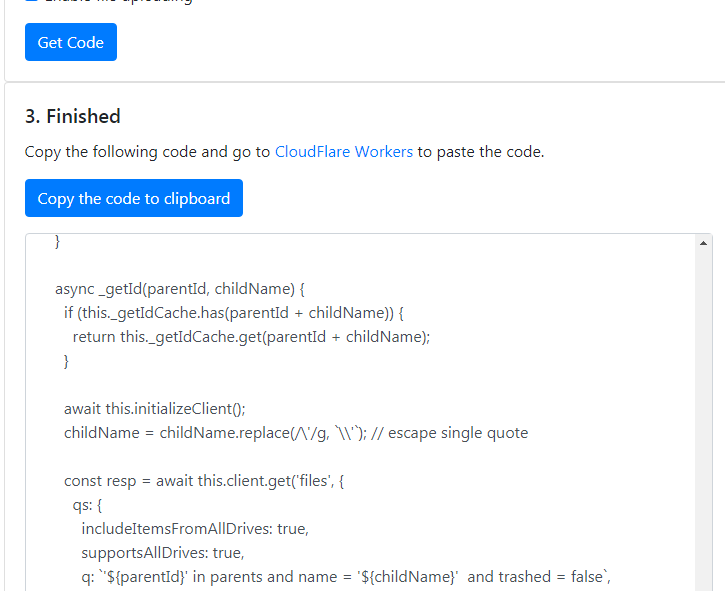 Enable file uploading
Get Code
3. Finished
Copy the following code and go to CloudFlare Workers to paste the code.
Copy the code to clipboard
}
async _getId(parentId, childName) {
if (this._getIdCache.has(parentId + childName)) {
return this._getIdCache.get(parentId + childName);
}
await this.initializeClient();
childName = childName.replace(/\'/g, `\\'`); // escape single quote
const resp = await this.client.get('files', {
qs: {
includeItemsFromAllDrives: true,
supportsAllDrives: true,
q: `'${parentId}' in parents and name = '${childName}'  and trashed = false`,